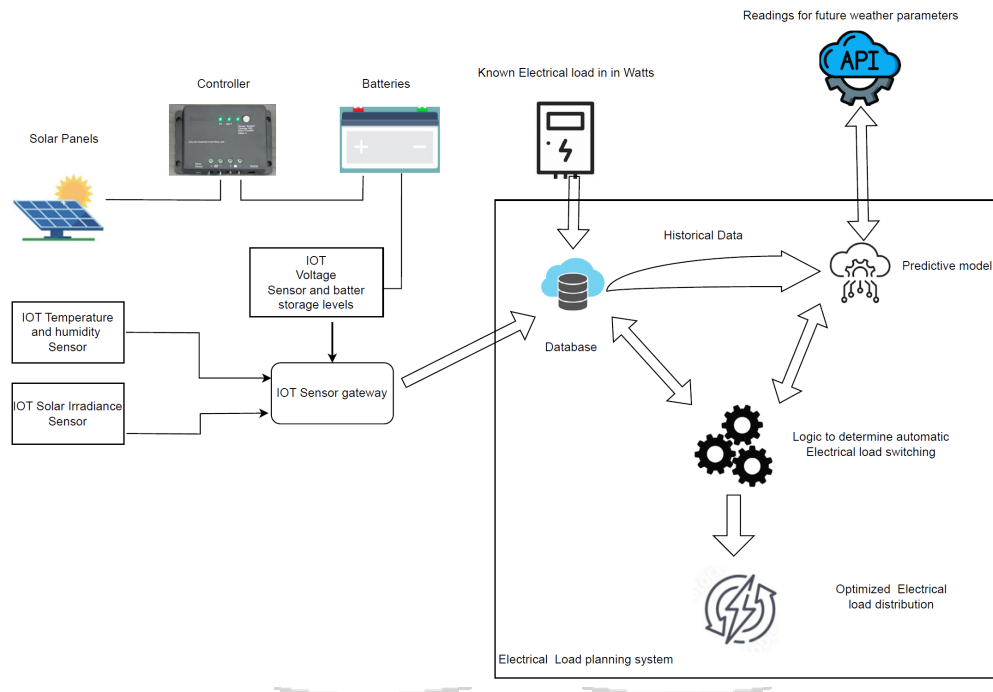 Readings for future weather parameters
API
Known Electrical load in in Watts
Controller
Batteries
Solar Panels
Historical Data
Predictive model
IOT
Voltage
Sensor and batter
storage levels
IOT Temperature
and humidity
Sensor
Database
IOT Sensor gateway
IOT Solar Irradiance
Sensor
Logic to determine automatic
Electrical load switching
Optimized Electrical
load distribution
Electrical Load planning system